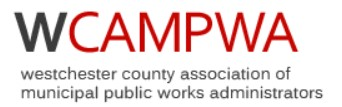 WCAMPWA
westchester county association of
municipal public works administrators